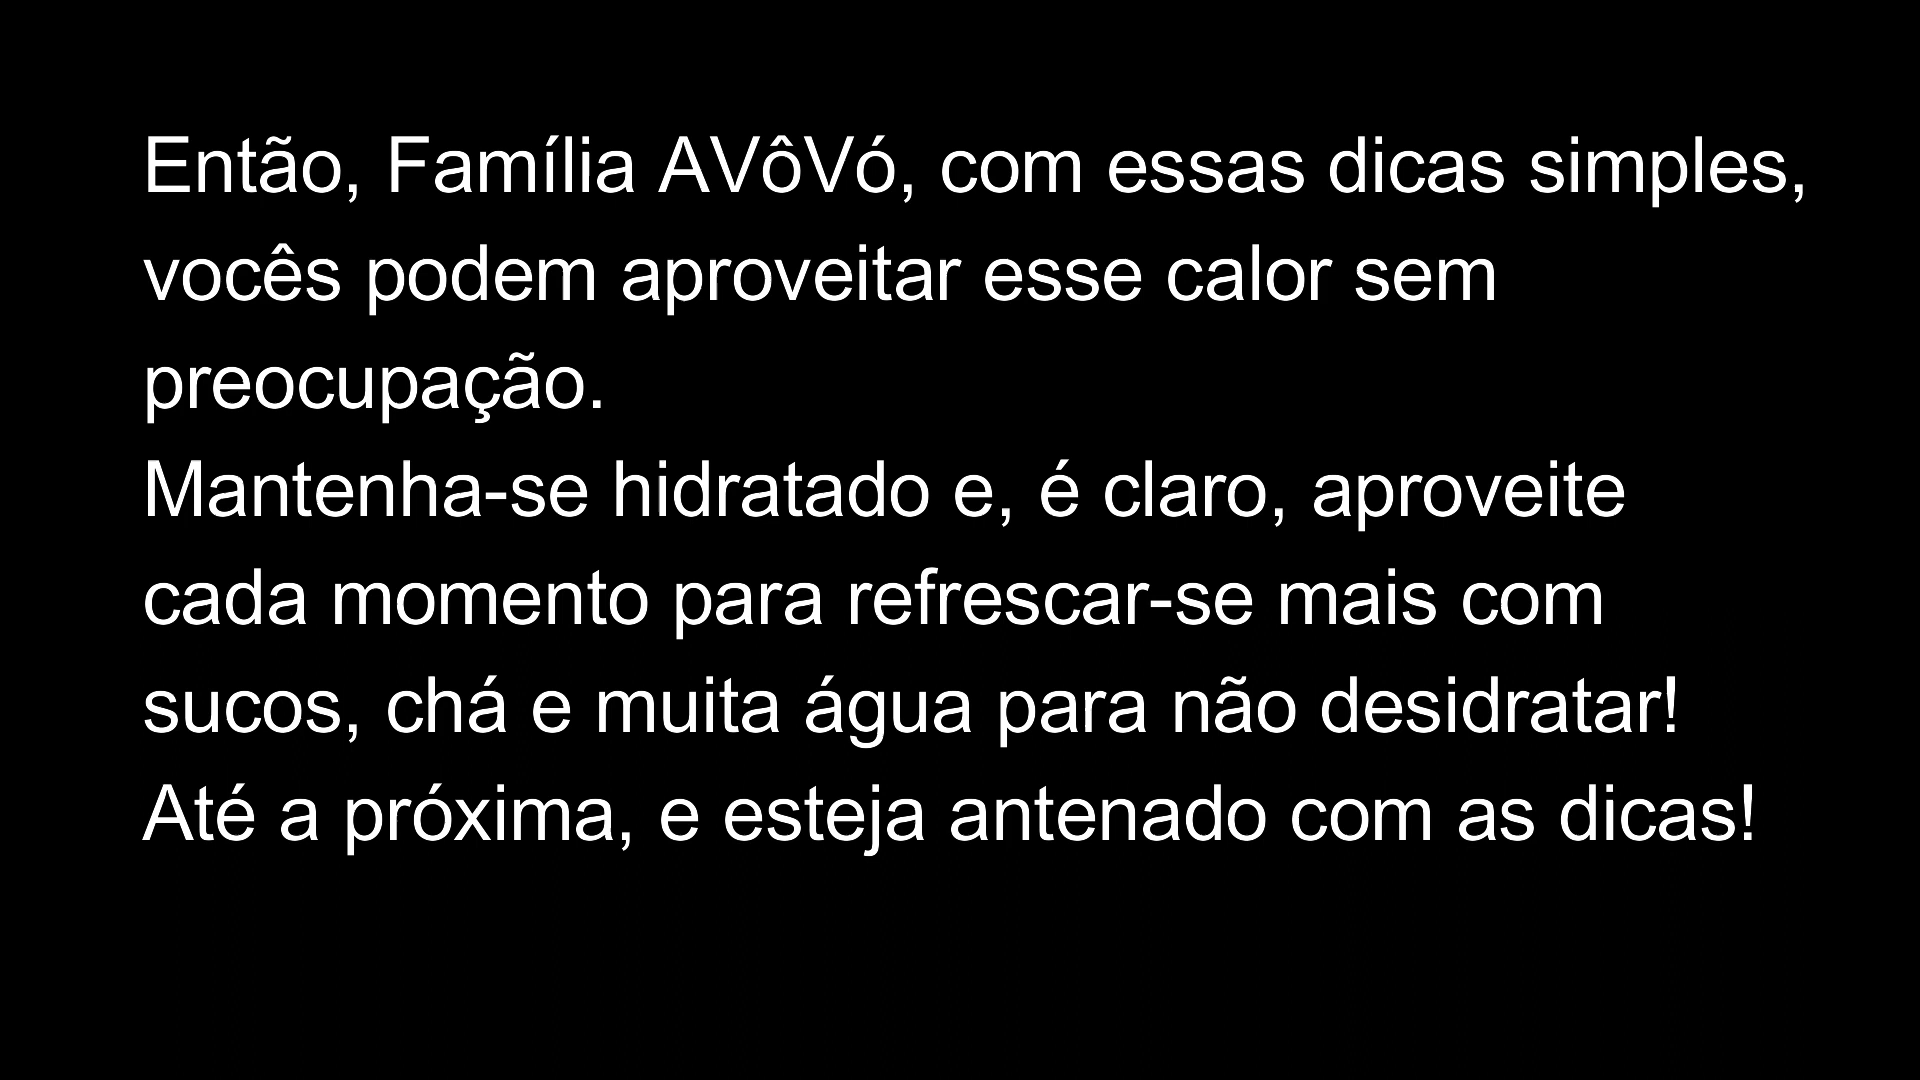 Então, Família AVôVó, com essas dicas simples,
vocês podem aproveitar esse calor sem
preocupação.
Mantenha-se hidratado e, é claro, aproveite
cada momento para refrescar-se mais com
sucos, chá e muita água para não desidratar!
Até a próxima, e esteja antenado com as dicas!